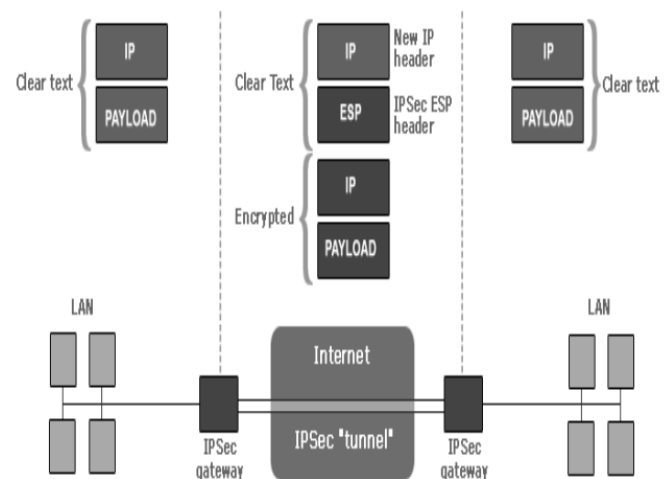 Clear text
IP
PAYLOAD
Clear Text
IP
New IP
header
ESP
IPSec ESP
header
Encrypted
IP
PAYLOAD
IP
PAYLOAD
Clear text
LAN
IPSec
gateway
Internet
IPSec "tunnel"
IPSec
gateway
LAN